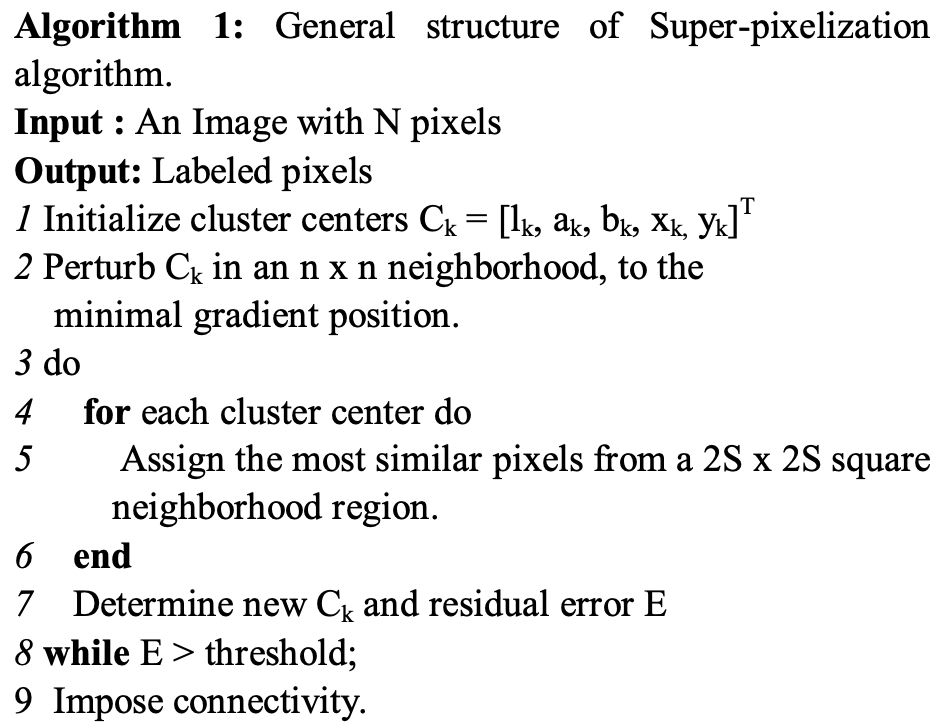 Algorithm 1: General structure of Super-pixelization
algorithm.
Input : An Image with N pixels
Output: Labeled pixels
1 Initialize cluster centers Cₖ = [lₖ, aₖ, bₖ, xₖ, yₖ]ᵀ
2 Perturb Cₖ in an n x n neighborhood, to the
minimal gradient position.
3 do
4 for each cluster center do
5 Assign the most similar pixels from a 2S x 2S square
neighborhood region.
6 end
7 Determine new Cₖ and residual error E
8 while E > threshold;
9 Impose connectivity.